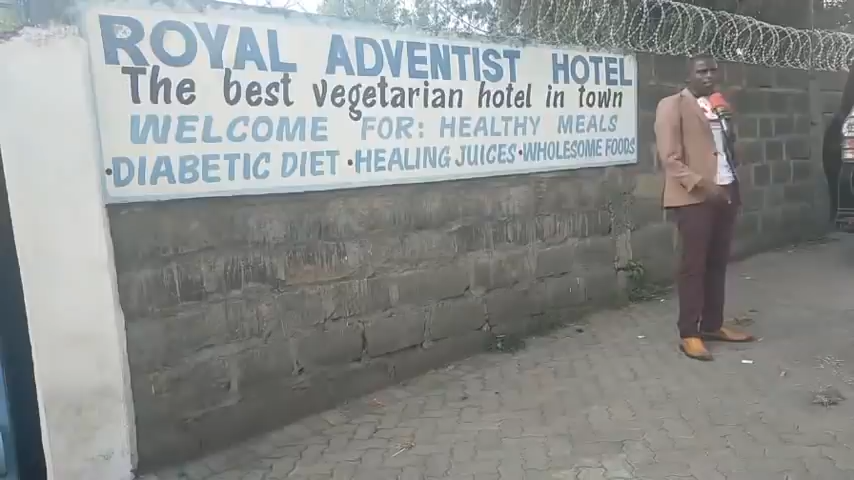 ROYAL ADVENTIST HOTEL
The best vegetarian hotel in town
WELCOME FOR: HEALTHY MEALS
•DIABETIC DIET •HEALING JUICES •WHOLESOME FOODS